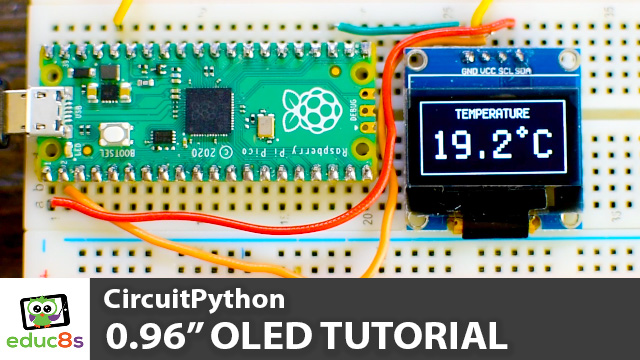 GND VCC SCL SDA
TEMPERATURE
19.2°C
USB
LED
BOOTSEL
Raspberry Pi Pico © 2020
DEBUG
20
a
CircuitPython
0.96” OLED TUTORIAL
educ8s